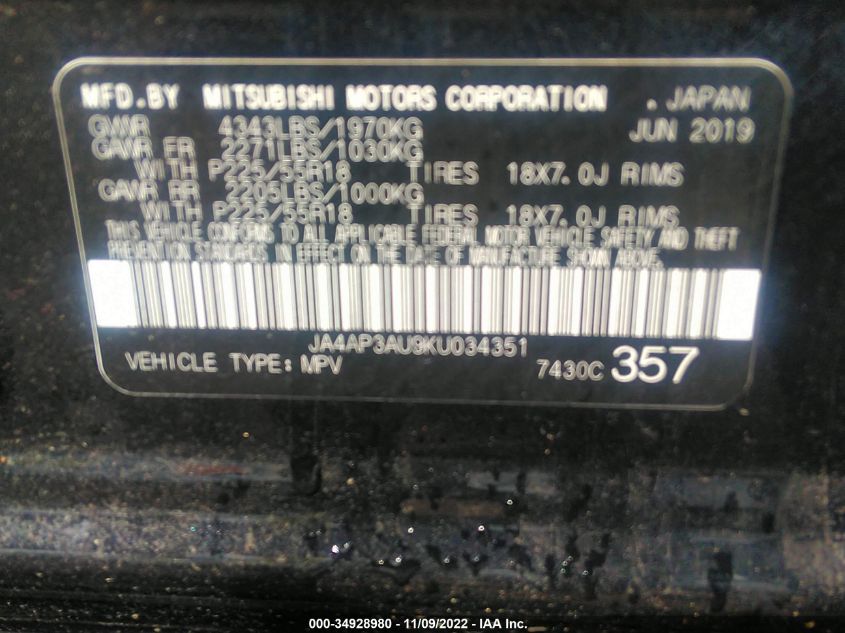 MFD.BY MITSUBISHI MOTORS CORPORATION . JAPAN
GVWR 4343LBS/1970KG JUN 2019
GAWR FR 2271LBS/1030KG
WITH P225/55R18 TIRES 18X7.0J RIMS
GAWR RR 2205LBS/1000KG
WITH P225/55R18 TIRES 18X7.0J RIMS
THIS VEHICLE CONFORMS TO ALL APPLICABLE FEDERAL MOTOR VEHICLE SAFETY AND THEFT
PREVENTION STANDARDS IN EFFECT ON THE DATE OF MANUFACTURE SHOWN ABOVE.
JA4AP3AU9KU034351
VEHICLE TYPE: MPV 7430C 357
000-34928980 - 11/09/2022 - IAA Inc.